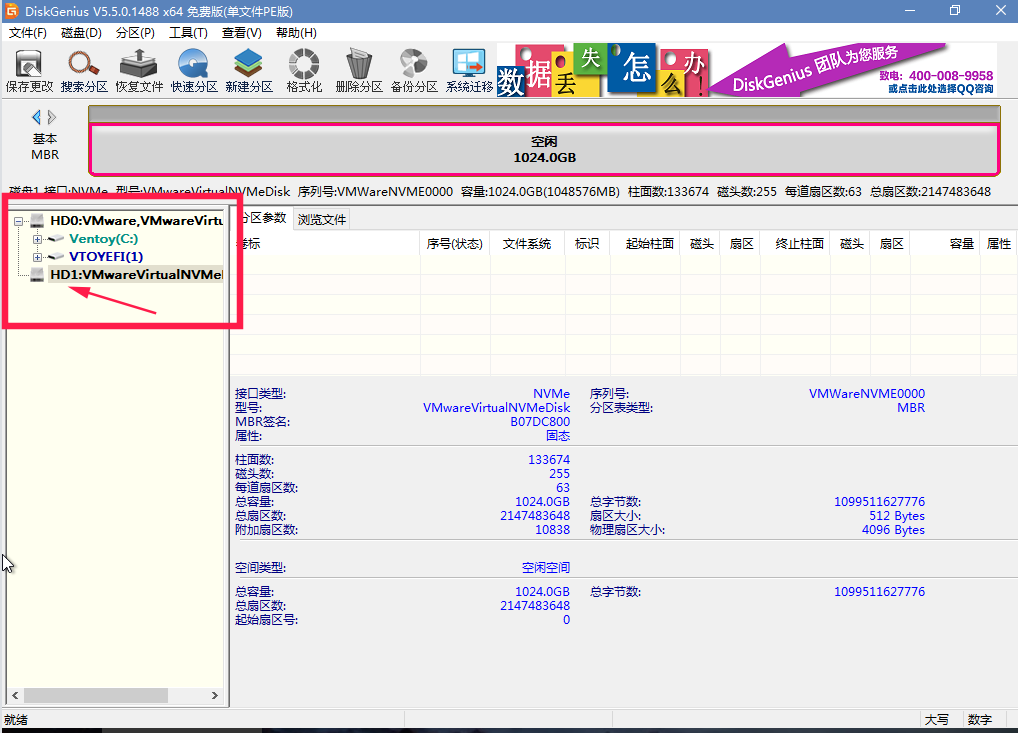 DiskGenius V5.5.0.1488 x64 免费版(单文件PE版)
文件(F) 磁盘(D) 分区(P) 工具(T) 查看(V) 帮助(H)
保存更改 搜索分区 恢复文件 快速分区 新建分区 格式化 删除分区 备份分区 系统迁移
数据丢失怎么办!
DiskGenius 团队为您服务
致电: 400-008-9958
或点击此处选择QQ咨询
基本
MBR
空闲
1024.0GB
磁盘1 接口:NVMe 型号:VMwareVirtualNVMeDisk 序列号:VMWareNVME0000 容量:1024.0GB(1048576MB) 柱面数:133674 磁头数:255 每道扇区数:63 总扇区数:2147483648
HD0:VMware,VMwareVirtu
Ventoy(C:)
VTOYEFI(1)
HD1:VMwareVirtualNVMe
分区参数 浏览文件
卷标 序号(状态) 文件系统 标识 起始柱面 磁头 扇区 终止柱面 磁头 扇区 容量 属性
接口类型: NVMe 序列号: VMWareNVME0000
型号: VMwareVirtualNVMeDisk 分区表类型: MBR
MBR签名: B07DC800
属性: 固态
柱面数: 133674
磁头数: 255
每道扇区数: 63
总容量: 1024.0GB 总字节数: 1099511627776
总扇区数: 2147483648 扇区大小: 512 Bytes
附加扇区数: 10838 物理扇区大小: 4096 Bytes
空间类型: 空闲空间
总容量: 1024.0GB 总字节数: 1099511627776
总扇区数: 2147483648
起始扇区号: 0
就绪 大写 数字